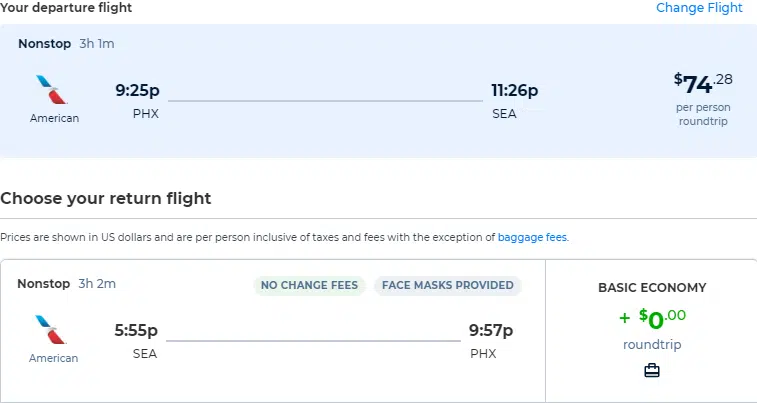 Your departure flight Change Flight
Nonstop 3h 1m
9:25p 11:26p $74.28
PHX SEA per person
American roundtrip
Choose your return flight
Prices are shown in US dollars and are per person inclusive of taxes and fees with the exception of baggage fees.
Nonstop 3h 2m NO CHANGE FEES FACE MASKS PROVIDED BASIC ECONOMY
5:55p 9:57p + $0.00
SEA PHX roundtrip
American